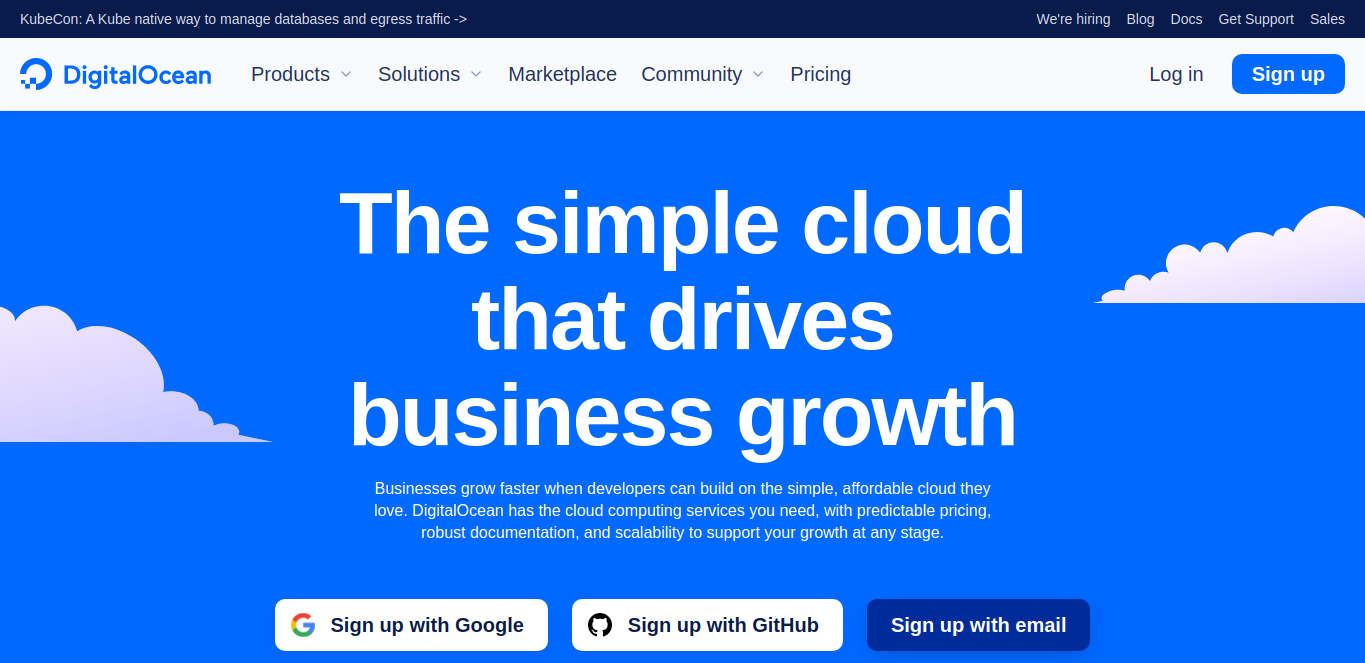 KubeCon: A Kube native way to manage databases and egress traffic ->
We're hiring Blog Docs Get Support Sales
DigitalOcean Products Solutions Marketplace Community Pricing Log in Sign up
The simple cloud
that drives
business growth
Businesses grow faster when developers can build on the simple, affordable cloud they
love. DigitalOcean has the cloud computing services you need, with predictable pricing,
robust documentation, and scalability to support your growth at any stage.
Sign up with Google Sign up with GitHub Sign up with email